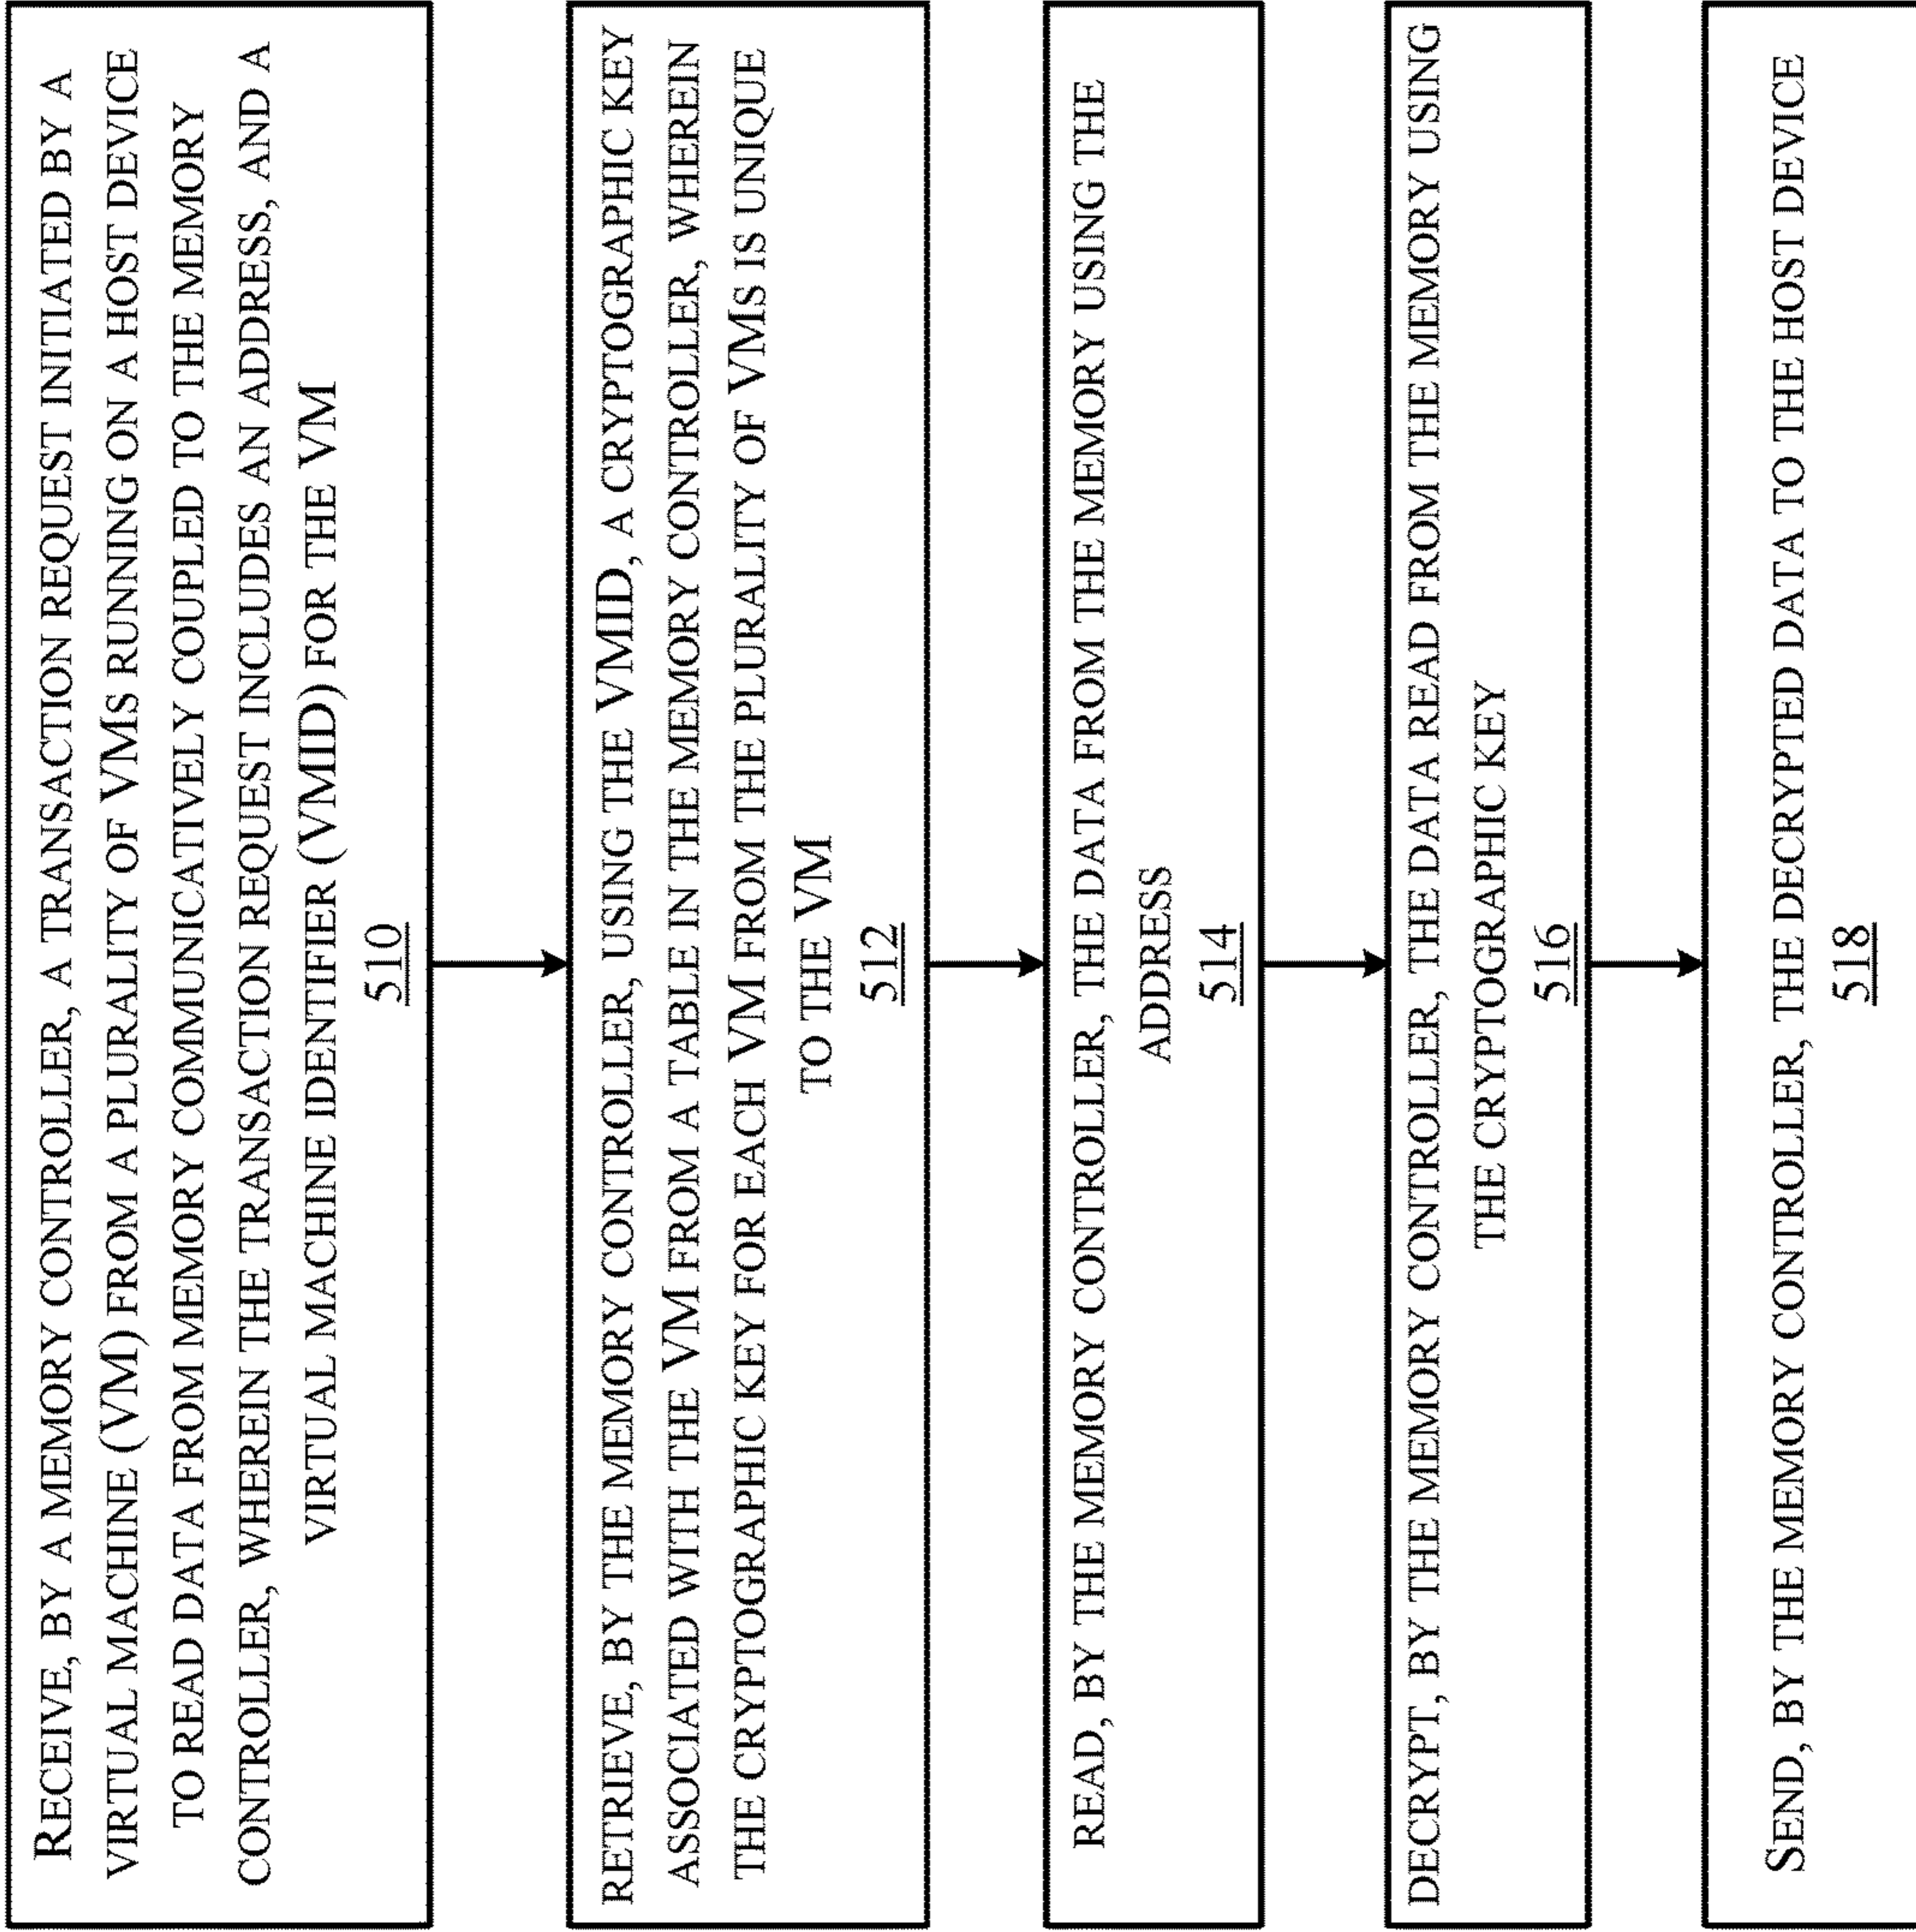 RECEIVE, BY A MEMORY CONTROLLER, A TRANSACTION REQUEST INITIATED BY A
VIRTUAL MACHINE (VM) FROM A PLURALITY OF VMS RUNNING ON A HOST DEVICE
TO READ DATA FROM MEMORY COMMUNICATIVELY COUPLED TO THE MEMORY
CONTROLLER, WHEREIN THE TRANSACTION REQUEST INCLUDES AN ADDRESS, AND A
VIRTUAL MACHINE IDENTIFIER (VMID) FOR THE VM
510
RETRIEVE, BY THE MEMORY CONTROLLER, USING THE VMID, A CRYPTOGRAPHIC KEY
ASSOCIATED WITH THE VM FROM A TABLE IN THE MEMORY CONTROLLER, WHEREIN
THE CRYPTOGRAPHIC KEY FOR EACH VM FROM THE PLURALITY OF VMS IS UNIQUE
TO THE VM
512
READ, BY THE MEMORY CONTROLLER, THE DATA FROM THE MEMORY USING THE
ADDRESS
514
DECRYPT, BY THE MEMORY CONTROLLER, THE DATA READ FROM THE MEMORY USING
THE CRYPTOGRAPHIC KEY
516
SEND, BY THE MEMORY CONTROLLER, THE DECRYPTED DATA TO THE HOST DEVICE
518